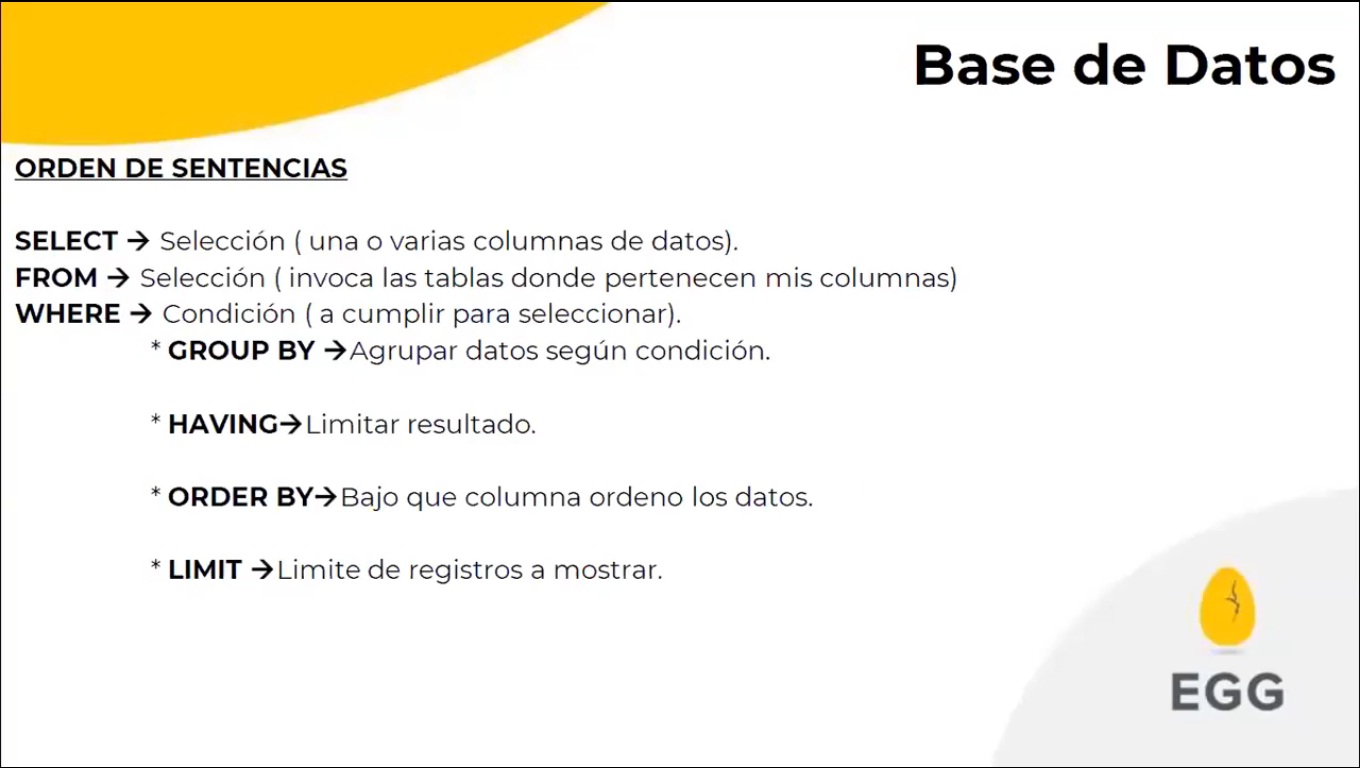 Base de Datos
ORDEN DE SENTENCIAS
SELECT → Selección ( una o varias columnas de datos).
FROM → Selección ( invoca las tablas donde pertenecen mis columnas)
WHERE → Condición ( a cumplir para seleccionar).
* GROUP BY →Agrupar datos según condición.
* HAVING→Limitar resultado.
* ORDER BY→Bajo que columna ordeno los datos.
* LIMIT →Limite de registros a mostrar.
EGG